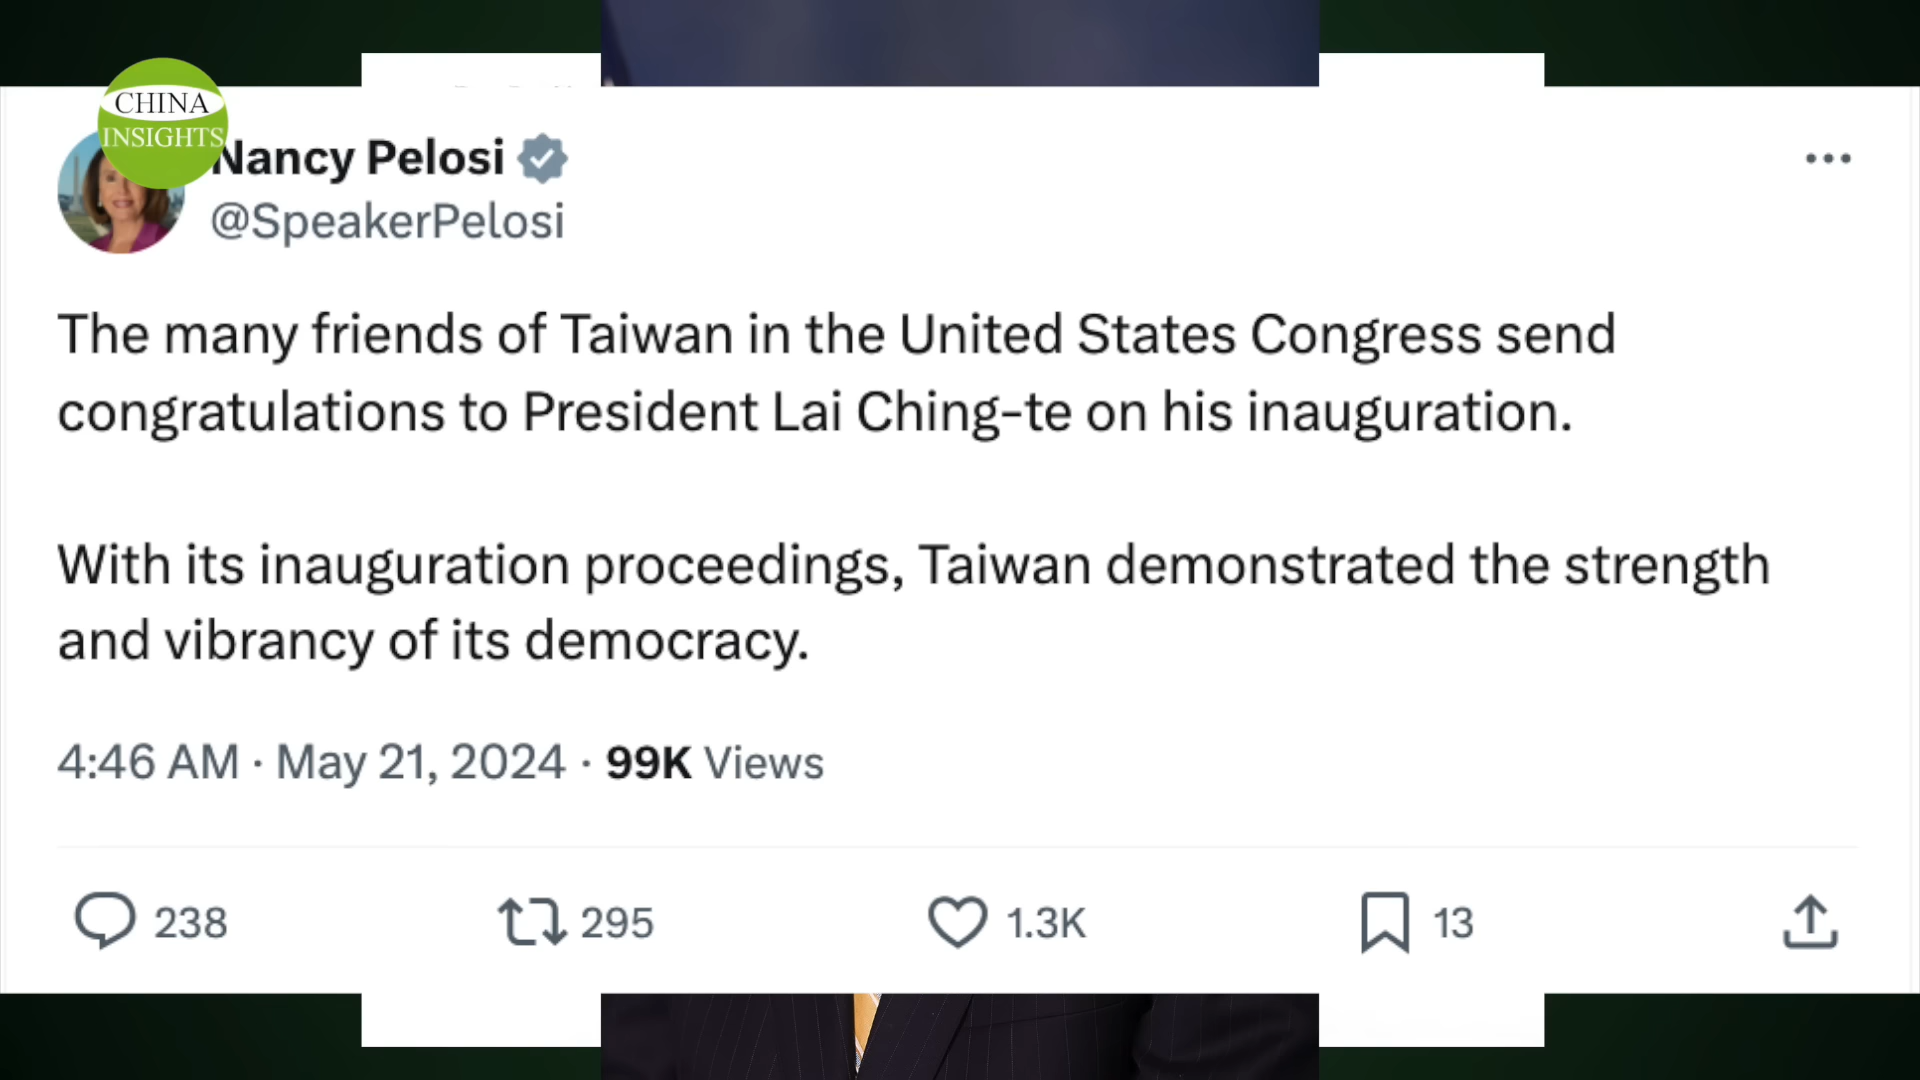 CHINA
INSIGHTS
Nancy Pelosi
@SpeakerPelosi
The many friends of Taiwan in the United States Congress send
congratulations to President Lai Ching-te on his inauguration.
With its inauguration proceedings, Taiwan demonstrated the strength
and vibrancy of its democracy.
4:46 AM · May 21, 2024 · 99K Views
238 295 1.3K 13